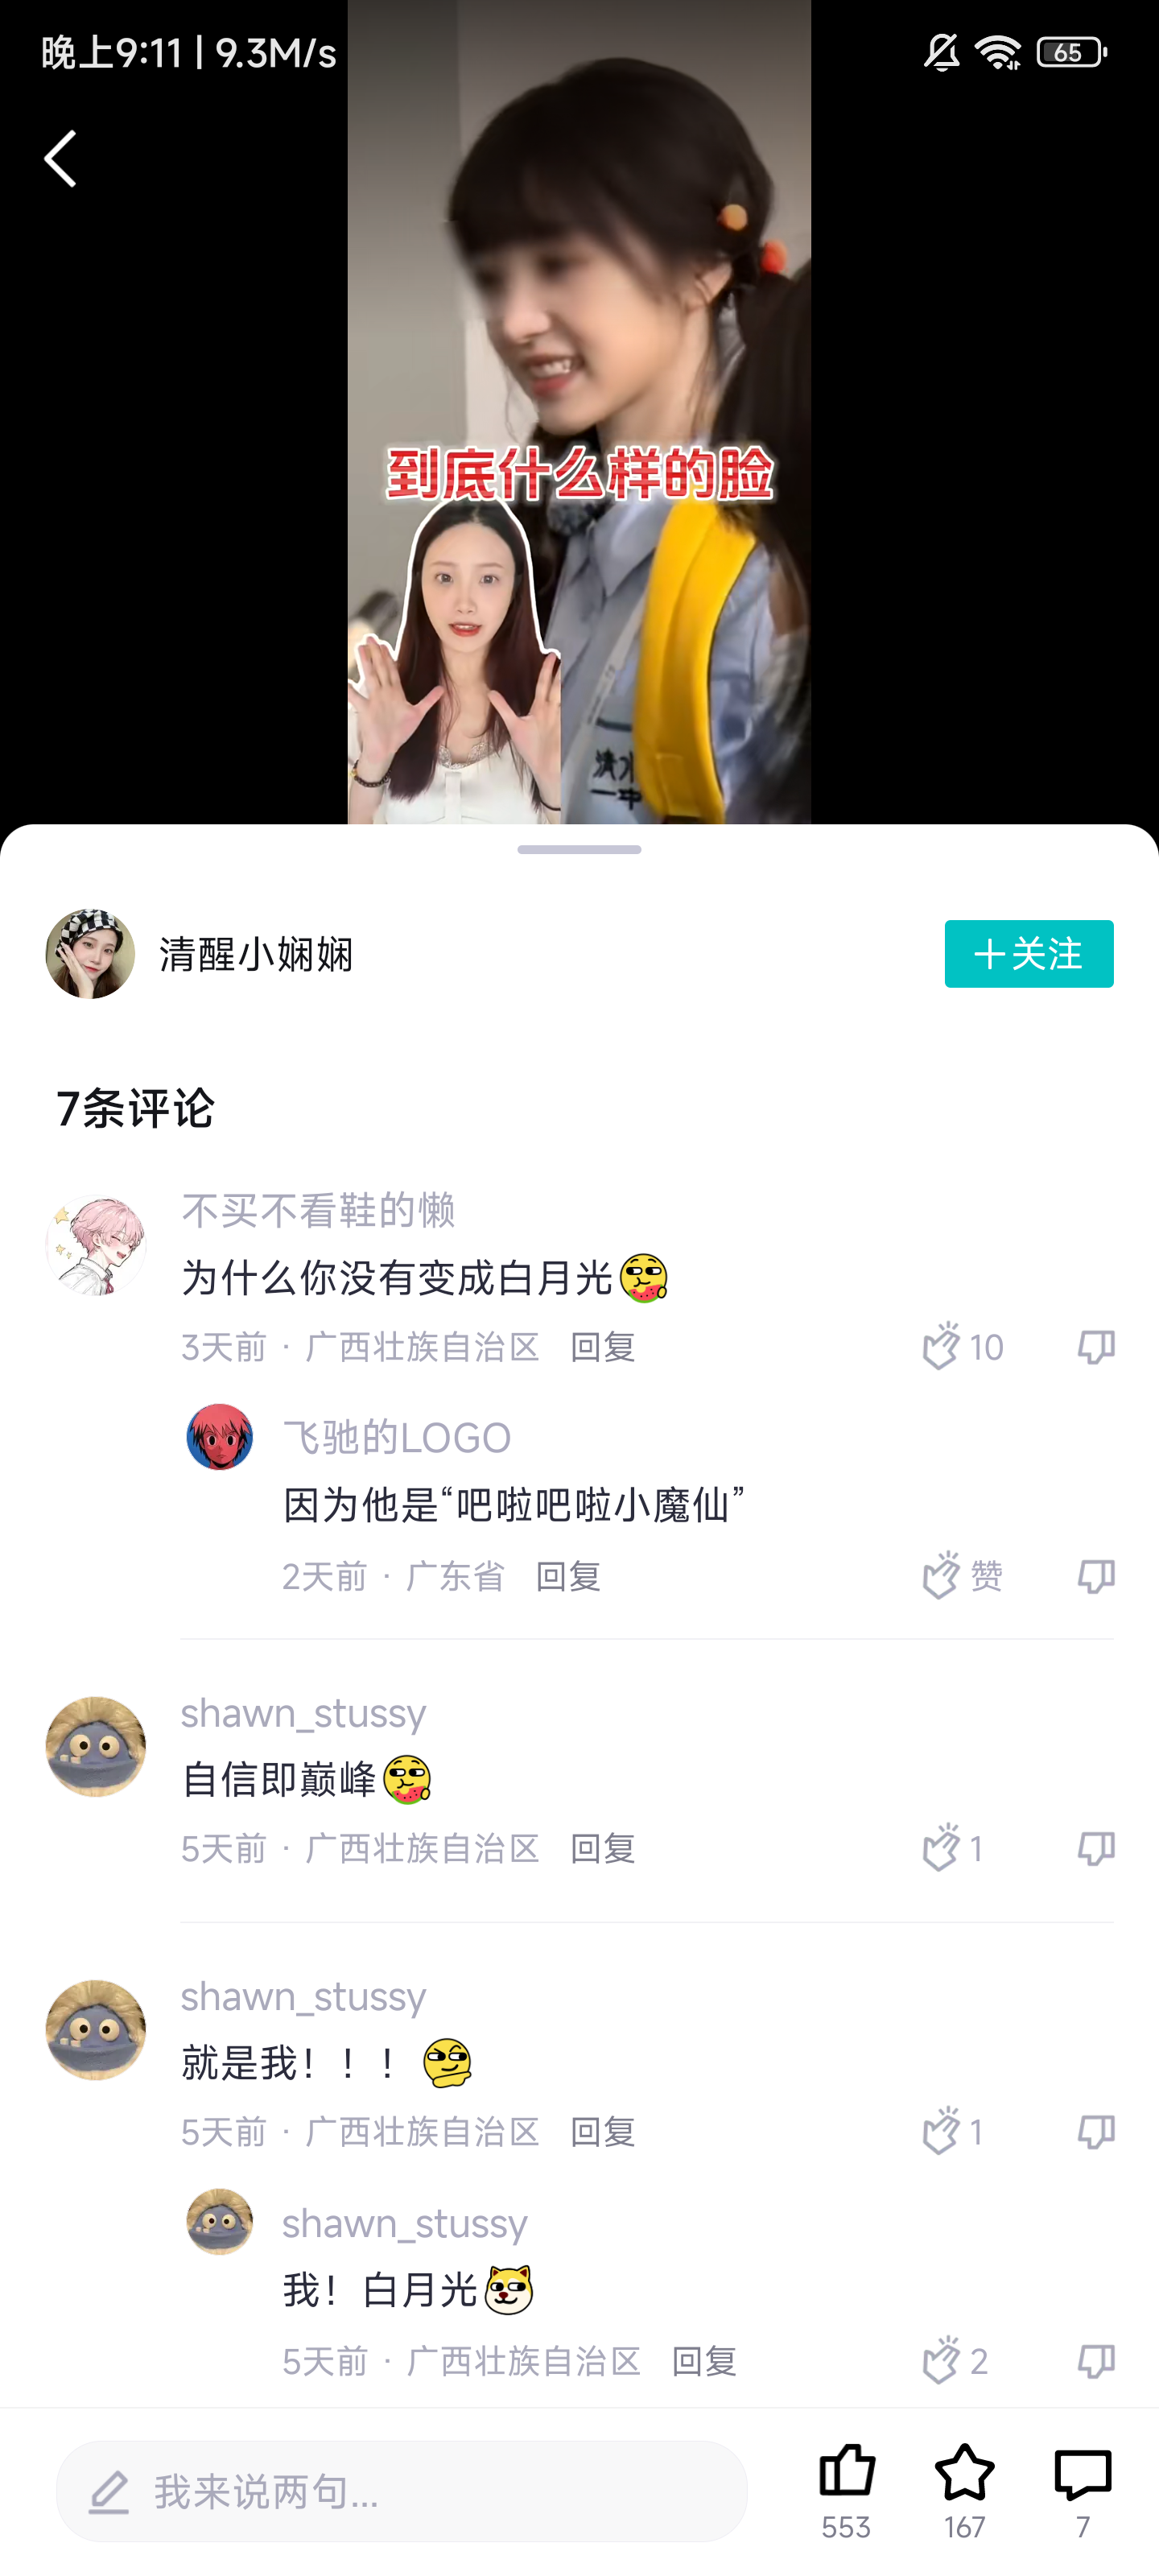 晚上9:11 | 9.3M/s
65
到底什么样的脸
清水
一中
清醒小娴娴
+关注
7条评论
不买不看鞋的懒
为什么你没有变成白月光
3天前 · 广西壮族自治区 回复
10
飞驰的LOGO
因为他是“吧啦吧啦小魔仙”
2天前 · 广东省 回复
赞
shawn_stussy
自信即巅峰
5天前 · 广西壮族自治区 回复
1
shawn_stussy
就是我！！！
5天前 · 广西壮族自治区 回复
1
shawn_stussy
我！白月光
5天前 · 广西壮族自治区 回复
2
我来说两句...
553
167
7